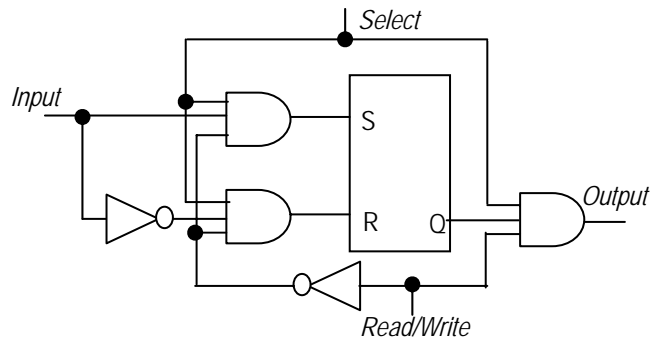 Select
Input
S
R
Q
Output
Read/Write